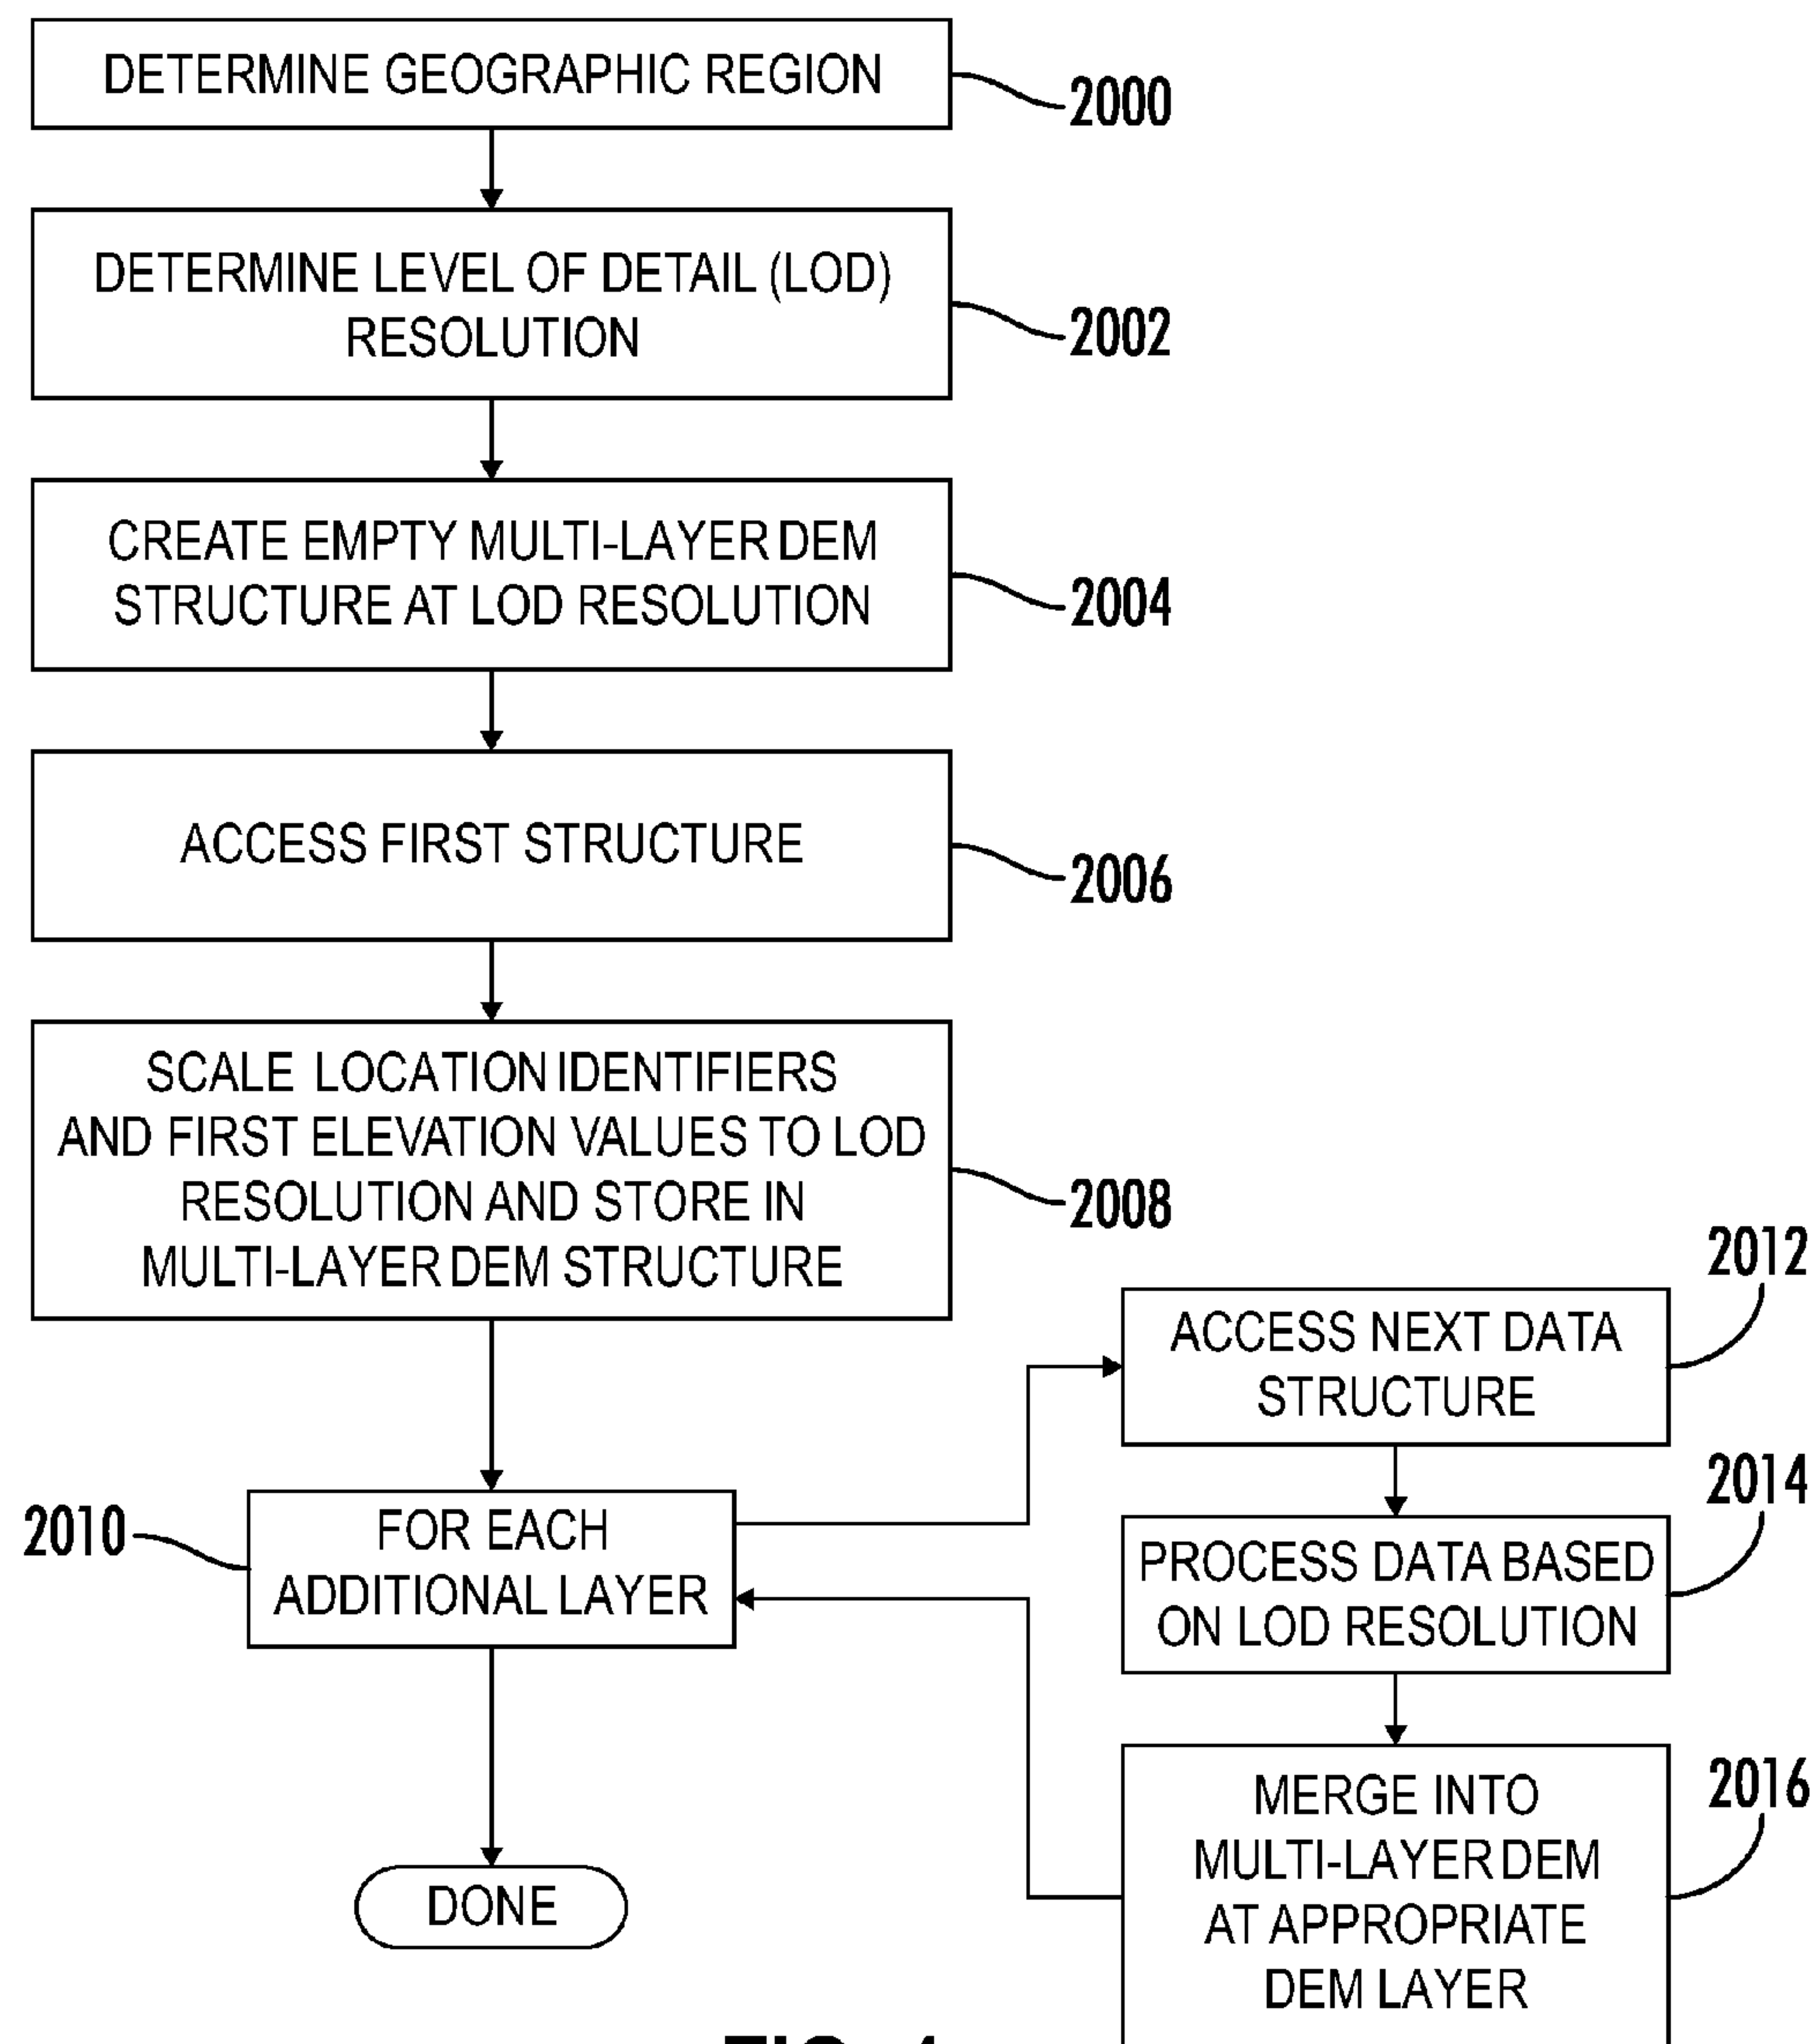 DETERMINE GEOGRAPHIC REGION
2000
DETERMINE LEVEL OF DETAIL (LOD)
RESOLUTION
2002
CREATE EMPTY MULTI-LAYER DEM
STRUCTURE AT LOD RESOLUTION
2004
ACCESS FIRST STRUCTURE
2006
SCALE LOCATION IDENTIFIERS
AND FIRST ELEVATION VALUES TO LOD
RESOLUTION AND STORE IN
MULTI-LAYER DEM STRUCTURE
2008
2010
FOR EACH
ADDITIONAL LAYER
2012
ACCESS NEXT DATA
STRUCTURE
2014
PROCESS DATA BASED
ON LOD RESOLUTION
2016
MERGE INTO
MULTI-LAYER DEM
AT APPROPRIATE
DEM LAYER
DONE